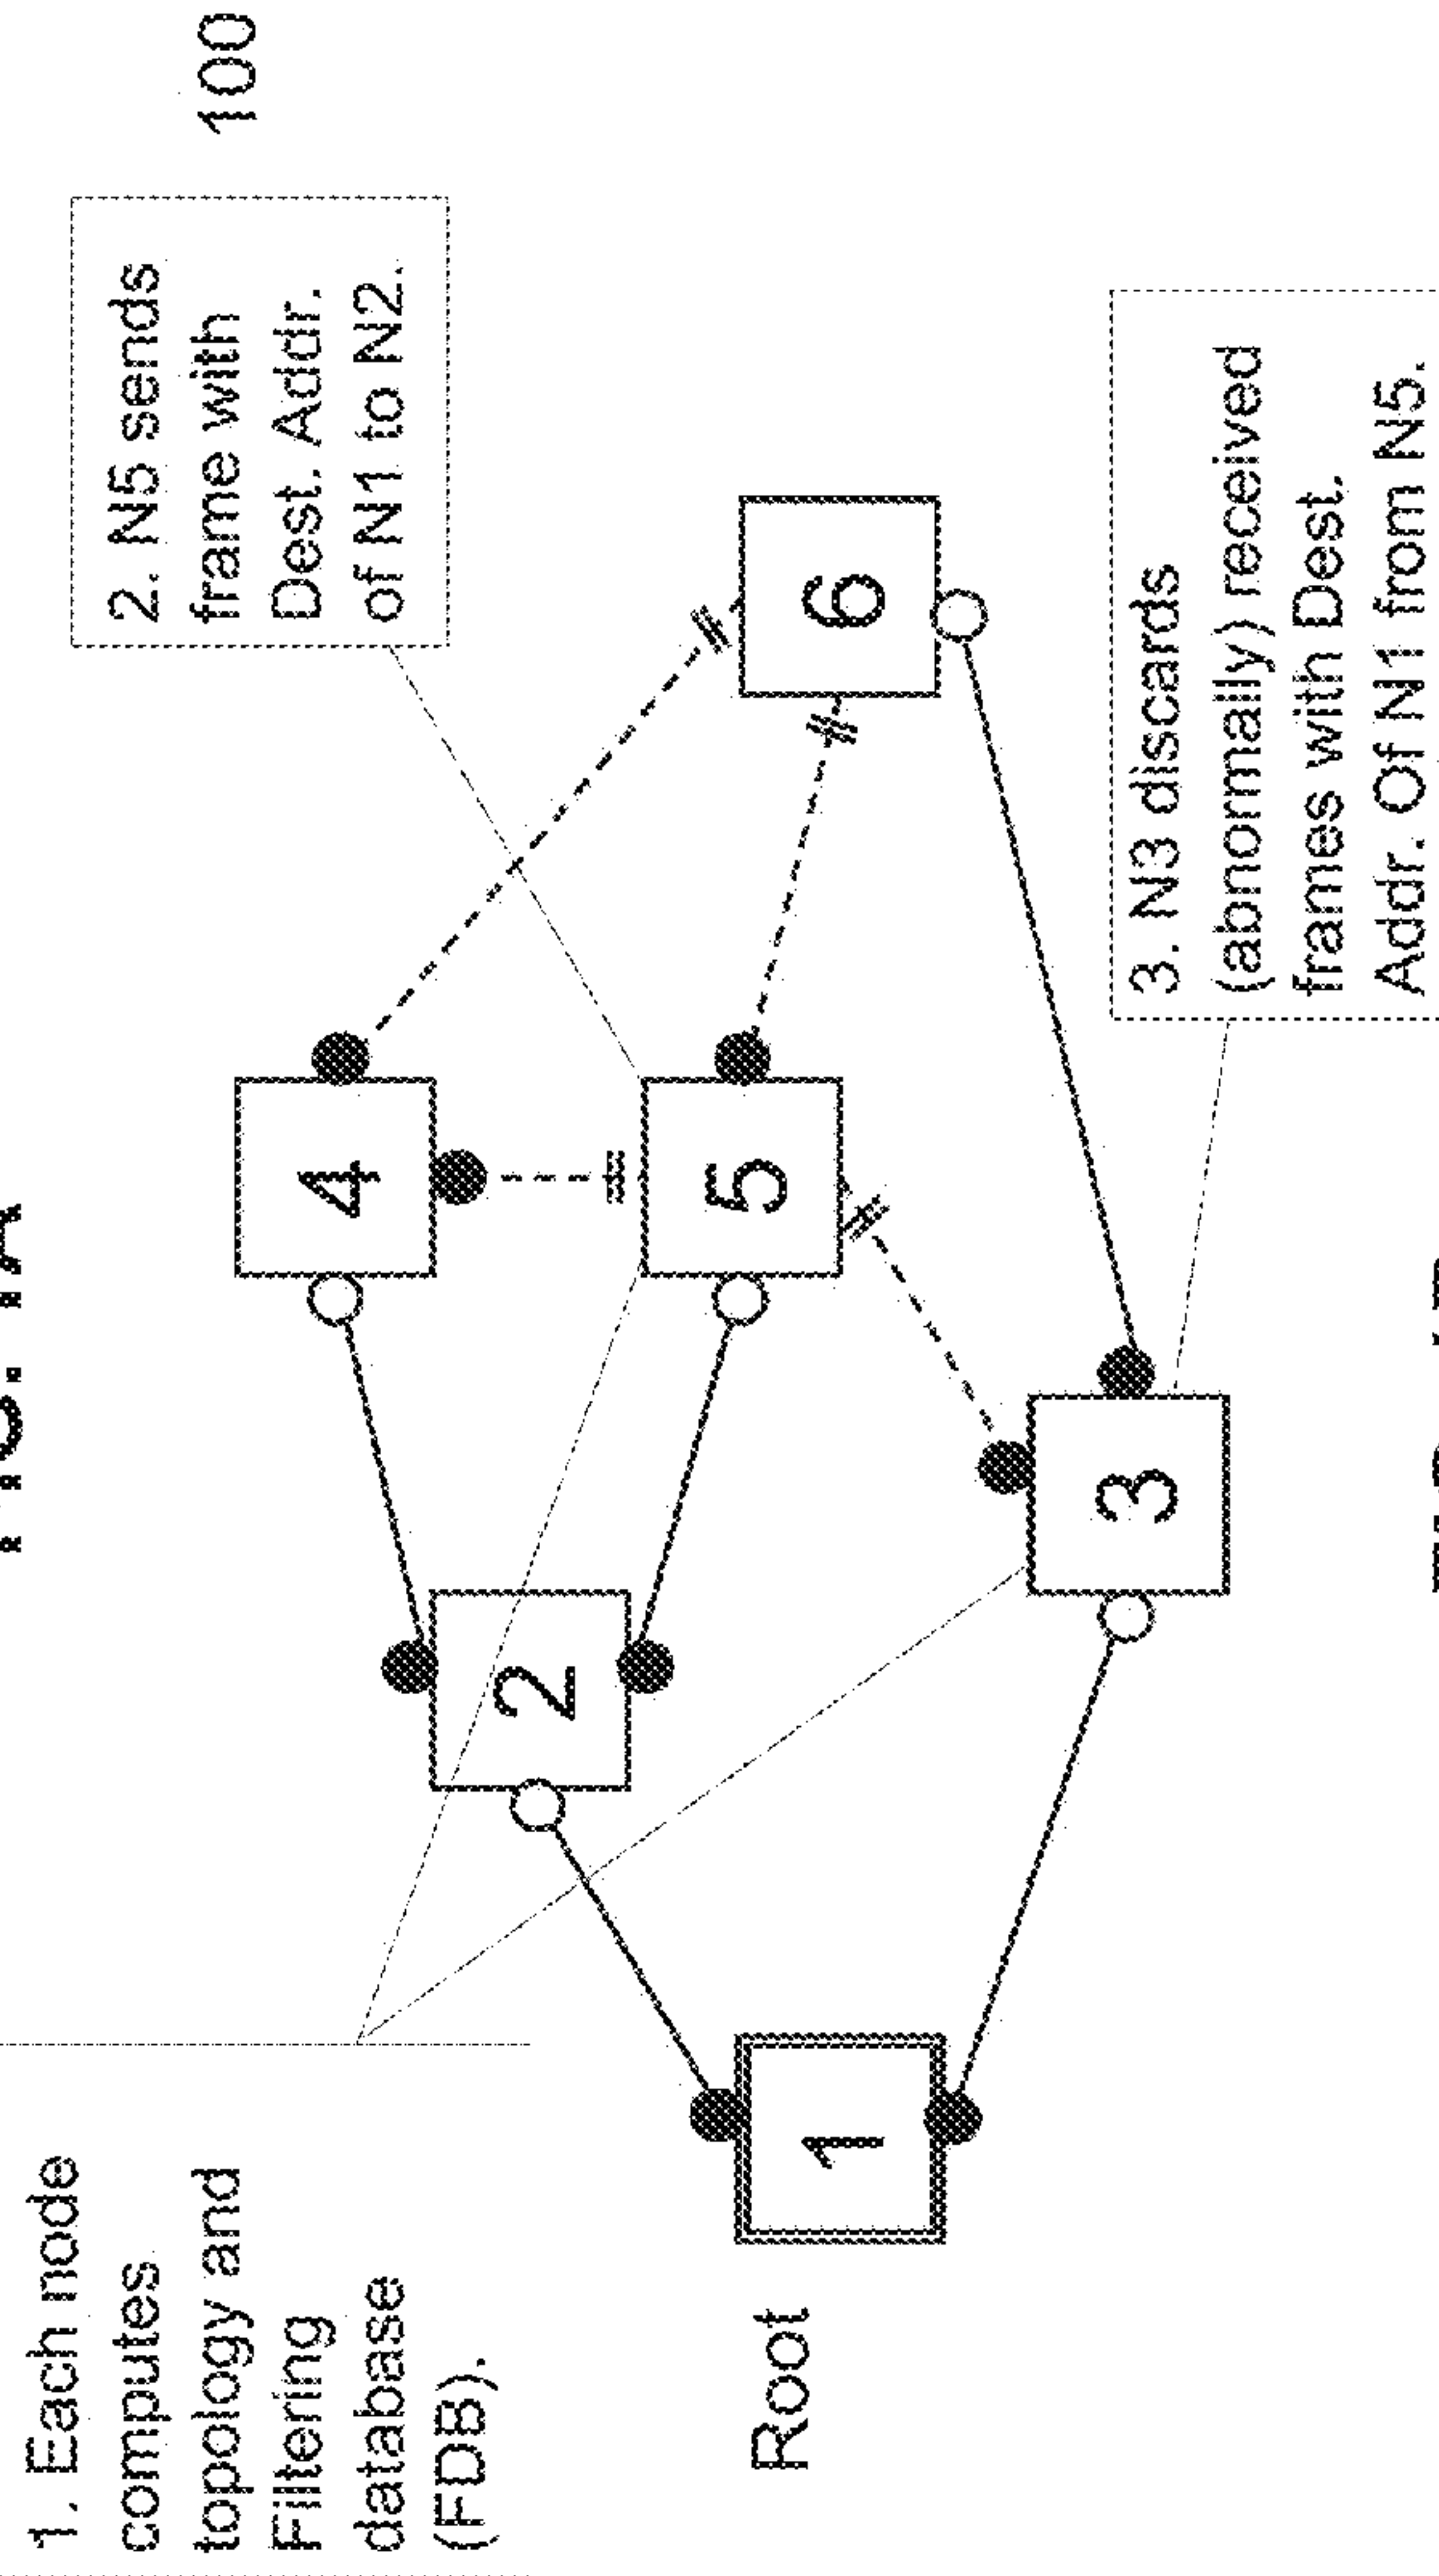 100
1. Each node
computes
topology and
Filtering
database
(FDB).
2. N5 sends
frame with
Dest. Addr.
of N1 to N2.
4
2
5
6
Root
1
3
3. N3 discards
(abnormally) received
frames with Dest.
Addr. Of N1 from N5.